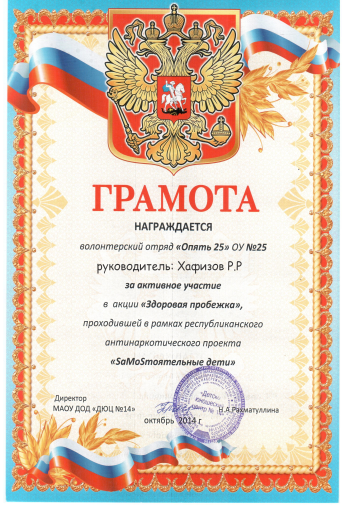 ГРАМОТА
НАГРАЖДАЕТСЯ
волонтерский отряд «Опять 25» ОУ №25
руководитель: Хафизов Р.Р
за активное участие
в акции «Здоровая пробежка»,
проходившей в рамках республиканского
антинаркотического проекта
«SaMoSтоятельные дети»
Директор
МАОУ ДОД «ДЮЦ №14»
Н.А.Рахматуллина
октябрь 2014 г.